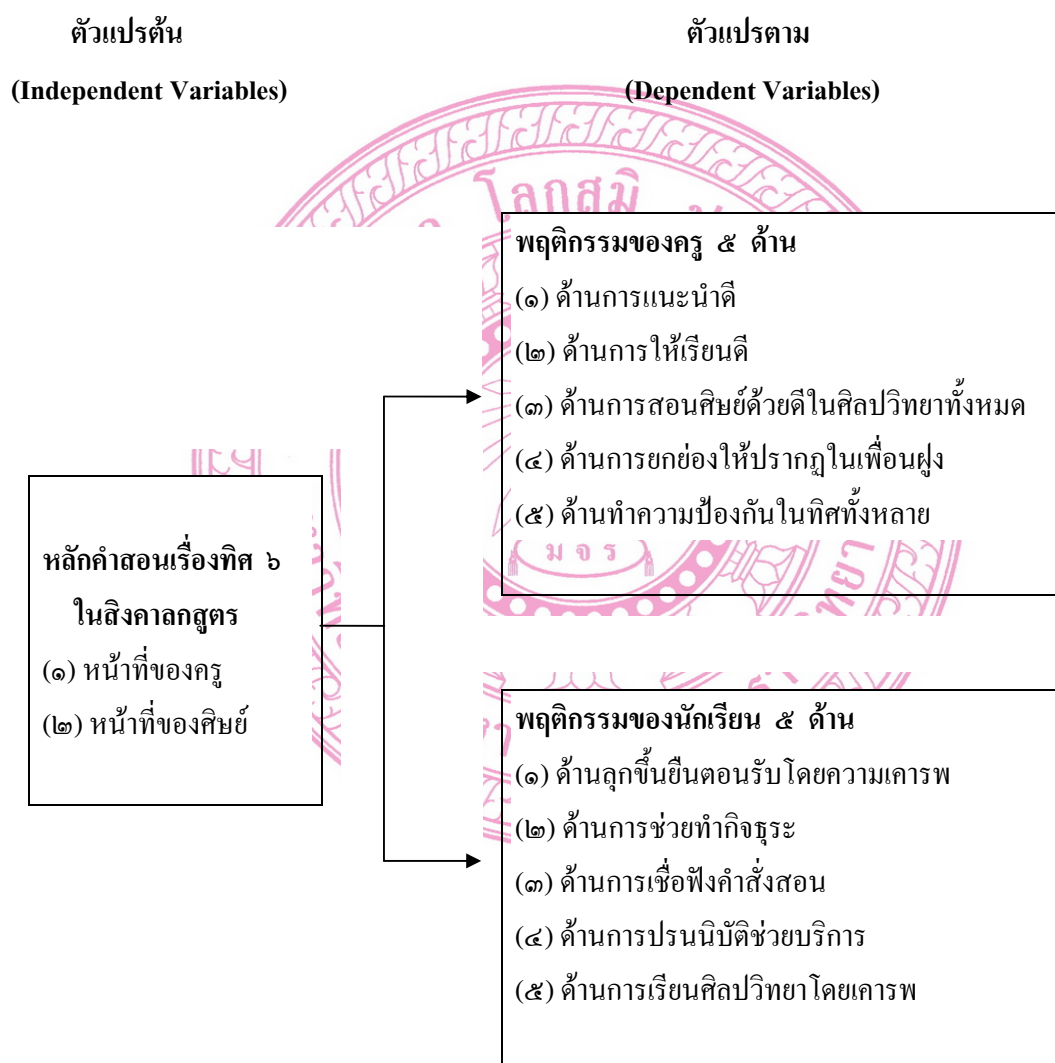 ตัวแปรต้น
ตัวแปรตาม
(Independent Variables)
(Dependent Variables)
โลกสฺมิ
พฤติกรรมของครู ๕ ด้าน
(๑) ด้านการแนะนำดี
(๒) ด้านการให้เรียนดี
(๓) ด้านการสอนศิษย์ด้วยดีในศิลปวิทยาทั้งหมด
(๔) ด้านการยกย่องให้ปรากฏในเพื่อนฝูง
(๕) ด้านทำความป้องกันในทิศทั้งหลาย
ม จ ร
หลักคำสอนเรื่องทิศ ๖
ในสิงคาลกสูตร
(๑) หน้าที่ของครู
(๒) หน้าที่ของศิษย์
พฤติกรรมของนักเรียน ๕ ด้าน
(๑) ด้านลุกขึ้นยืนตอนรับโดยความเคารพ
(๒) ด้านการช่วยทำกิจธุระ
(๓) ด้านการเชื่อฟังคำสั่งสอน
(๔) ด้านการปรนนิบัติช่วยบริการ
(๕) ด้านการเรียนศิลปวิทยาโดยเคารพ